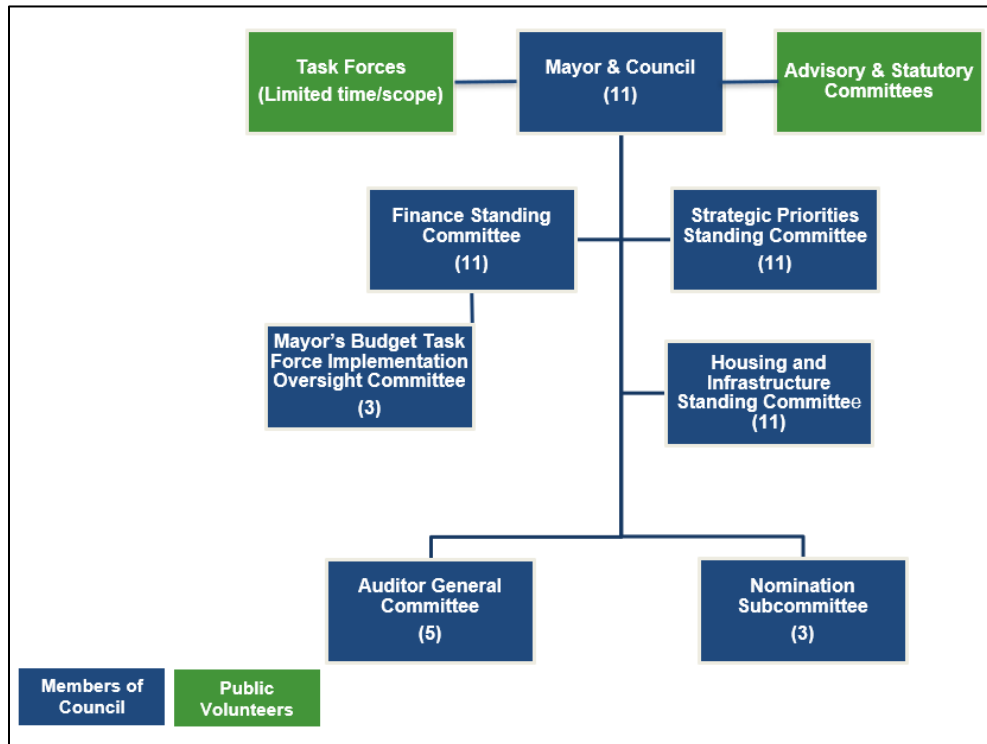 Task Forces
(Limited time/scope)
Mayor & Council
(11)
Advisory & Statutory
Committees
Finance Standing
Committee
(11)
Strategic Priorities
Standing Committee
(11)
Mayor’s Budget Task
Force Implementation
Oversight Committee
(3)
Housing and
Infrastructure
Standing Committee
(11)
Auditor General
Committee
(5)
Nomination
Subcommittee
(3)
Members of
Council
Public
Volunteers